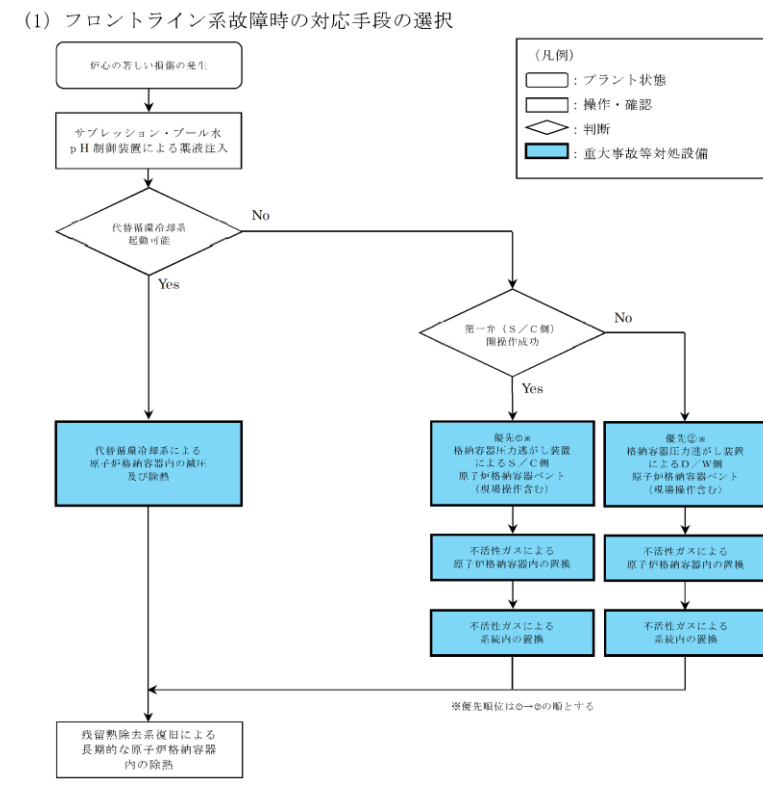 (1) フロントライン系故障時の対応手段の選択
炉心の著しい損傷の発生
サプレッション・プール水
pH制御装置による薬液注入
代替循環冷却系
起動可能
No
Yes
(凡例)
:プラント状態
:操作・確認
:判断
:重大事故等対処設備
第一弁(S/C側)
開操作成功
No
Yes
代替循環冷却系による
原子炉格納容器内の減圧
及び除熱
優先①※
格納容器圧力逃がし装置
によるS/C側
原子炉格納容器ベント
(現場操作含む)
優先②※
格納容器圧力逃がし装置
によるD/W側
原子炉格納容器ベント
(現場操作含む)
不活性ガスによる
原子炉格納容器内の置換
不活性ガスによる
原子炉格納容器内の置換
不活性ガスによる
系統内の置換
不活性ガスによる
系統内の置換
※優先順位は①→②の順とする
残留熱除去系復旧による
長期的な原子炉格納容器
内の除熱